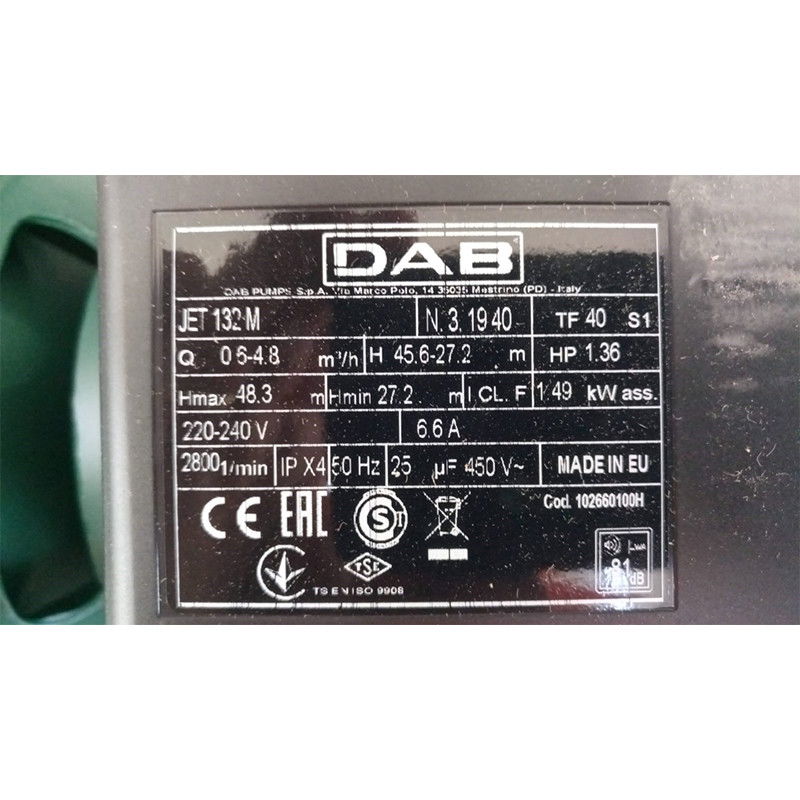 DAB
DAB PUMPS S.p.A. Via Marco Polo, 14 35035 Mestrino (PD) - Italy
JET 132 M N. 3.19 40 TF 40 S1
Q 0.6-4.8 m³/h H 45.6-27.2 m HP 1.36
Hmax 48.3 m Hmin 27.2 m I.CL. F 1.49 kW ass.
220-240 V 6.6 A
2800 1/min IP X4 50 Hz 25 µF 450 V~ MADE IN EU
Cod. 102660100H
CE EAC
LWA
81 dB
TSE
TS EN ISO 9908